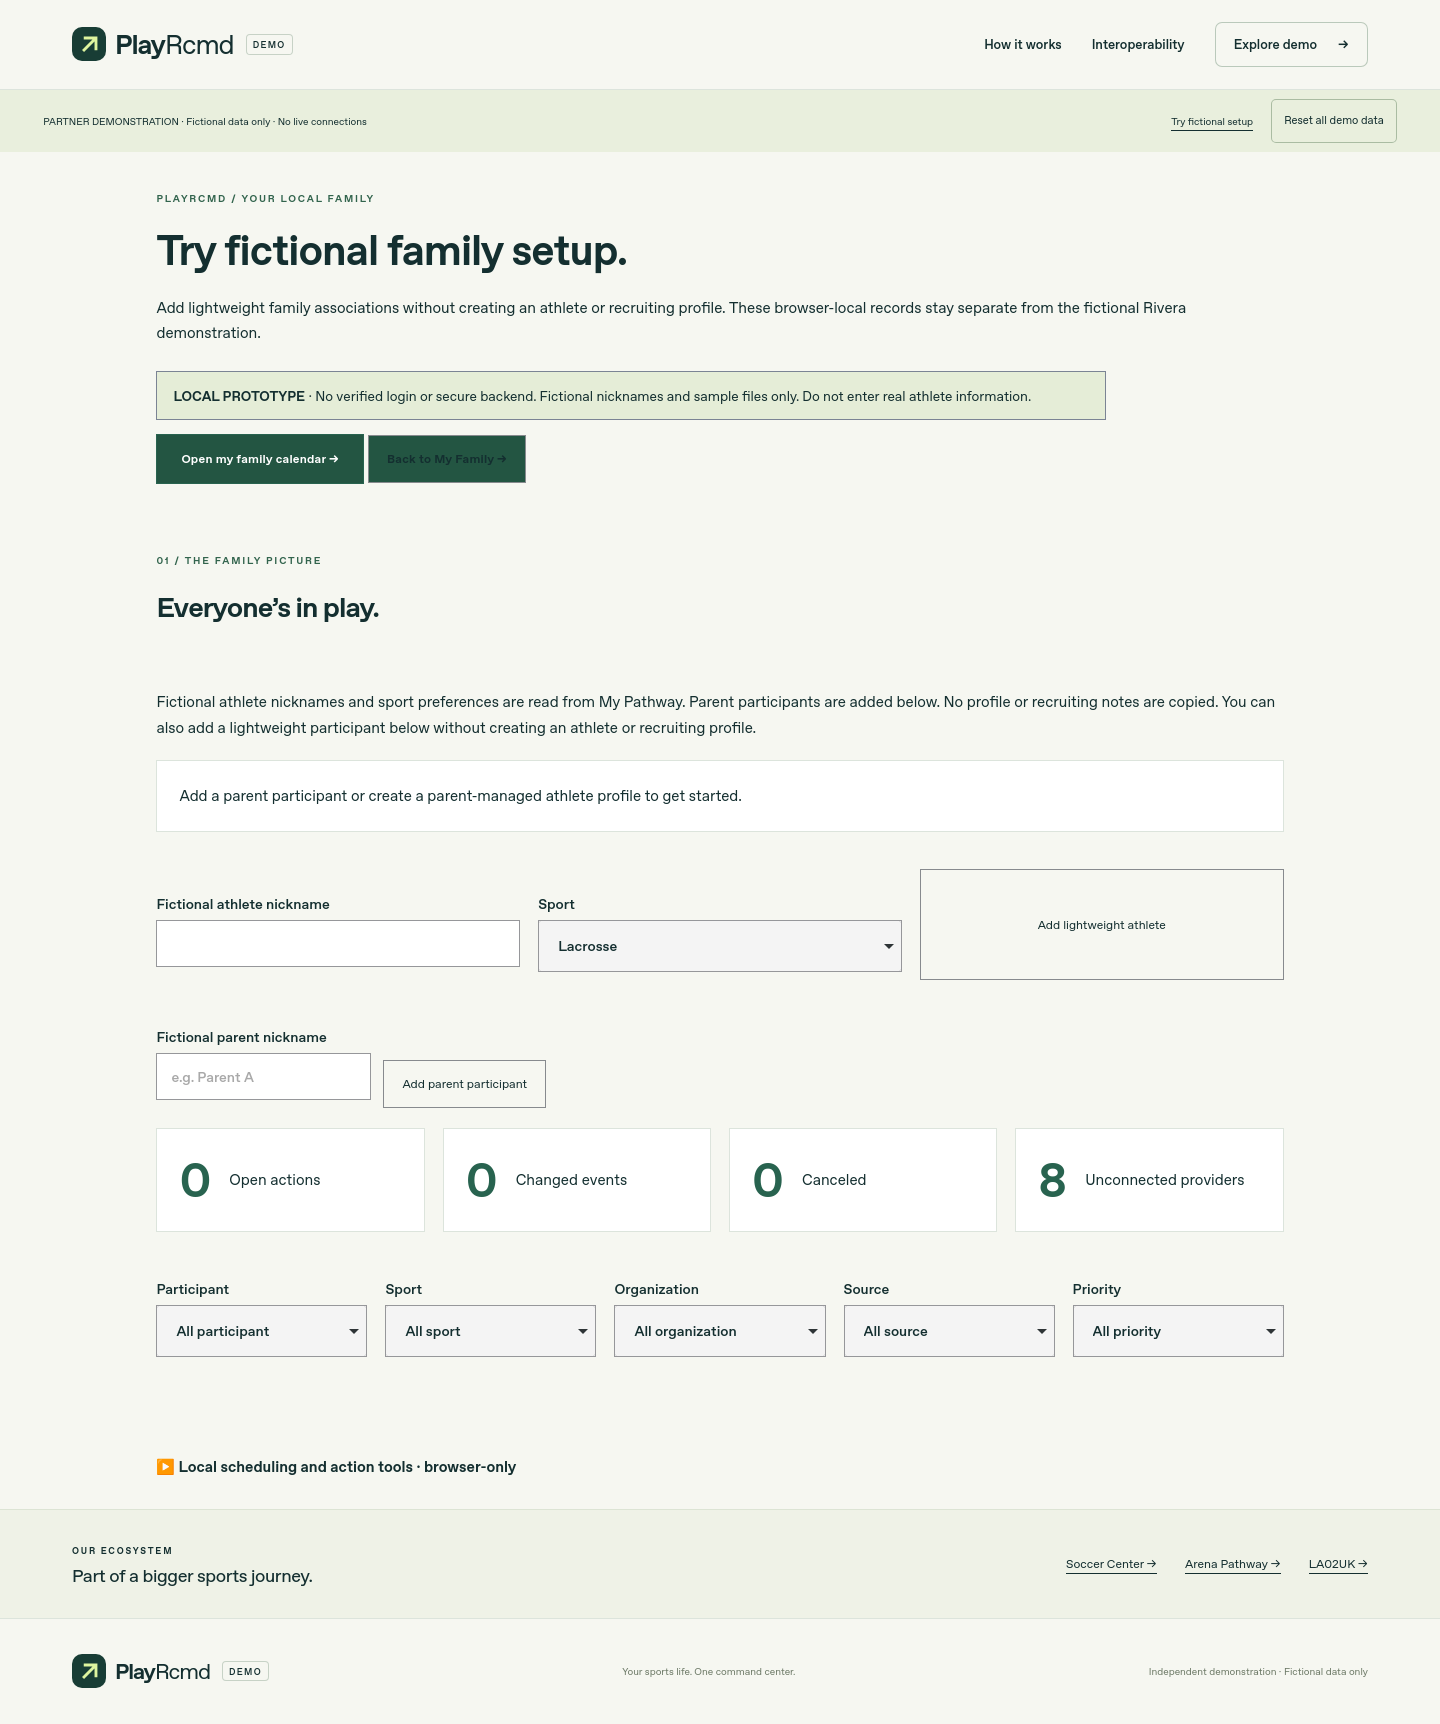 PlayRcmd DEMO
How it works Interoperability Explore demo →
PARTNER DEMONSTRATION · Fictional data only · No live connections
Try fictional setup Reset all demo data
PLAYRCMD / YOUR LOCAL FAMILY
Try fictional family setup.
Add lightweight family associations without creating an athlete or recruiting profile. These browser-local records stay separate from the fictional Rivera
demonstration.
LOCAL PROTOTYPE · No verified login or secure backend. Fictional nicknames and sample files only. Do not enter real athlete information.
Open my family calendar → Back to My Family →
01 / THE FAMILY PICTURE
Everyone’s in play.
Fictional athlete nicknames and sport preferences are read from My Pathway. Parent participants are added below. No profile or recruiting notes are copied. You can
also add a lightweight participant below without creating an athlete or recruiting profile.
Add a parent participant or create a parent-managed athlete profile to get started.
Fictional athlete nickname Sport
Lacrosse
Add lightweight athlete
Fictional parent nickname
e.g. Parent A
Add parent participant
0 Open actions
0 Changed events
0 Canceled
8 Unconnected providers
Participant Sport Organization Source Priority
All participant All sport All organization All source All priority
▶️ Local scheduling and action tools · browser-only
OUR ECOSYSTEM
Part of a bigger sports journey.
Soccer Center → Arena Pathway → LA02UK →
PlayRcmd DEMO
Your sports life. One command center.
Independent demonstration · Fictional data only